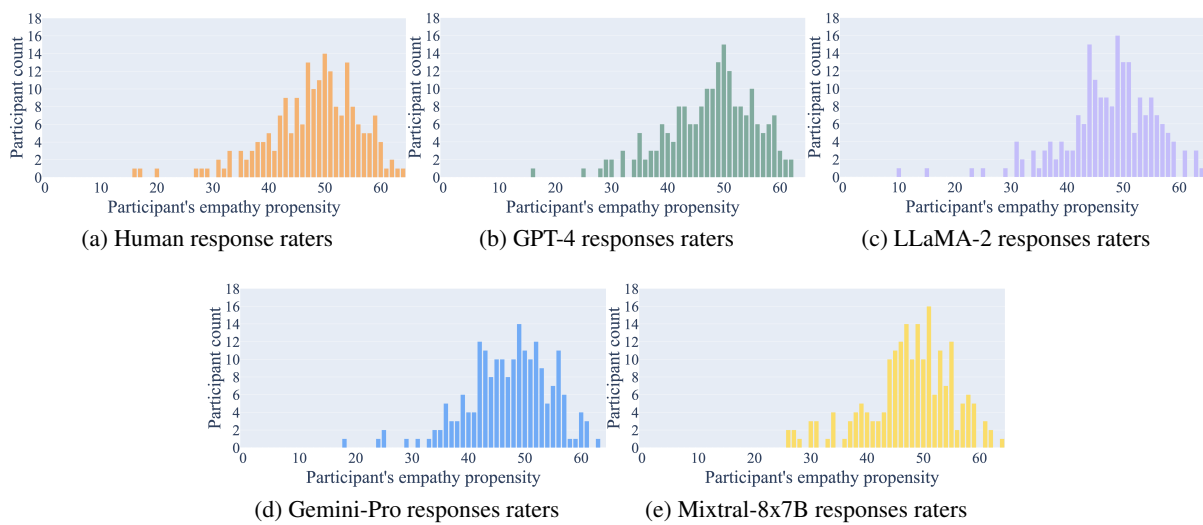 18
16
14
12
10
8
6
4
2
0
Participant count
0 10 20 30 40 50 60
Participant's empathy propensity
(a) Human response raters
18
16
14
12
10
8
6
4
2
0
Participant count
0 10 20 30 40 50 60
Participant's empathy propensity
(b) GPT-4 responses raters
18
16
14
12
10
8
6
4
2
0
Participant count
0 10 20 30 40 50 60
Participant's empathy propensity
(c) LLaMA-2 responses raters
18
16
14
12
10
8
6
4
2
0
Participant count
0 10 20 30 40 50 60
Participant's empathy propensity
(d) Gemini-Pro responses raters
18
16
14
12
10
8
6
4
2
0
Participant count
0 10 20 30 40 50 60
Participant's empathy propensity
(e) Mixtral-8x7B responses raters